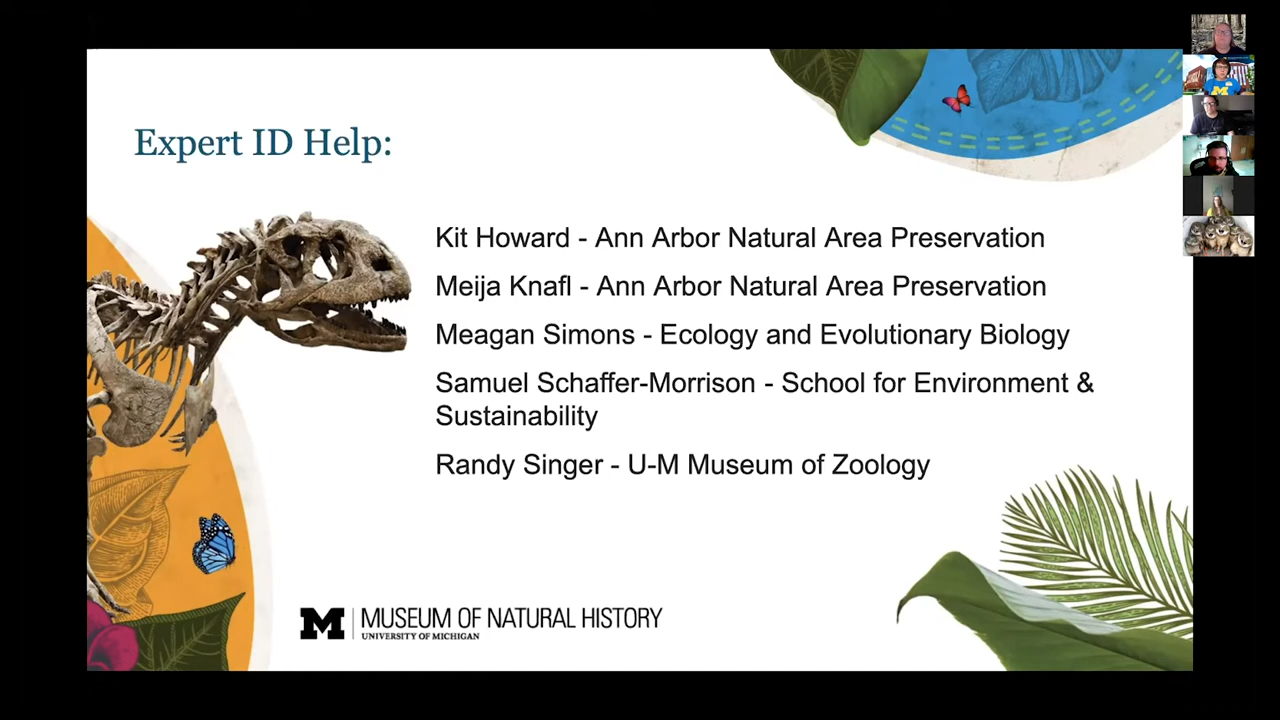 Expert ID Help:
Kit Howard - Ann Arbor Natural Area Preservation
Meija Knafl - Ann Arbor Natural Area Preservation
Meagan Simons - Ecology and Evolutionary Biology
Samuel Schaffer-Morrison - School for Environment &
Sustainability
Randy Singer - U-M Museum of Zoology
M MUSEUM OF NATURAL HISTORY
UNIVERSITY OF MICHIGAN
M